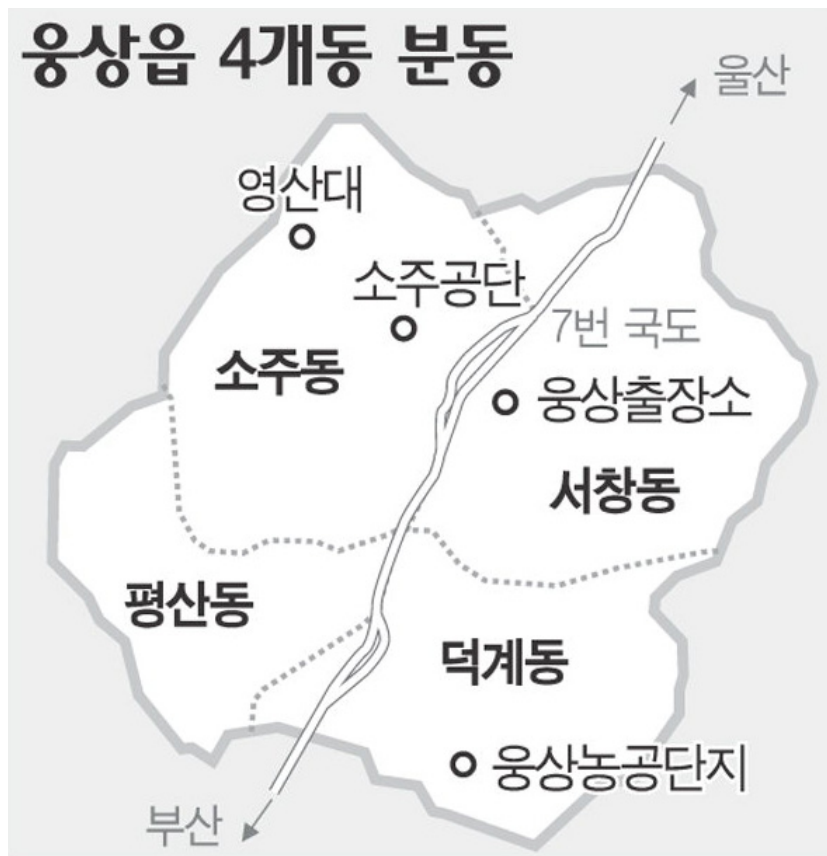 웅상읍 4개동 분동
울산
영산대
소주공단
7번 국도
소주동
웅상출장소
서창동
평산동
덕계동
웅상농공단지
부산